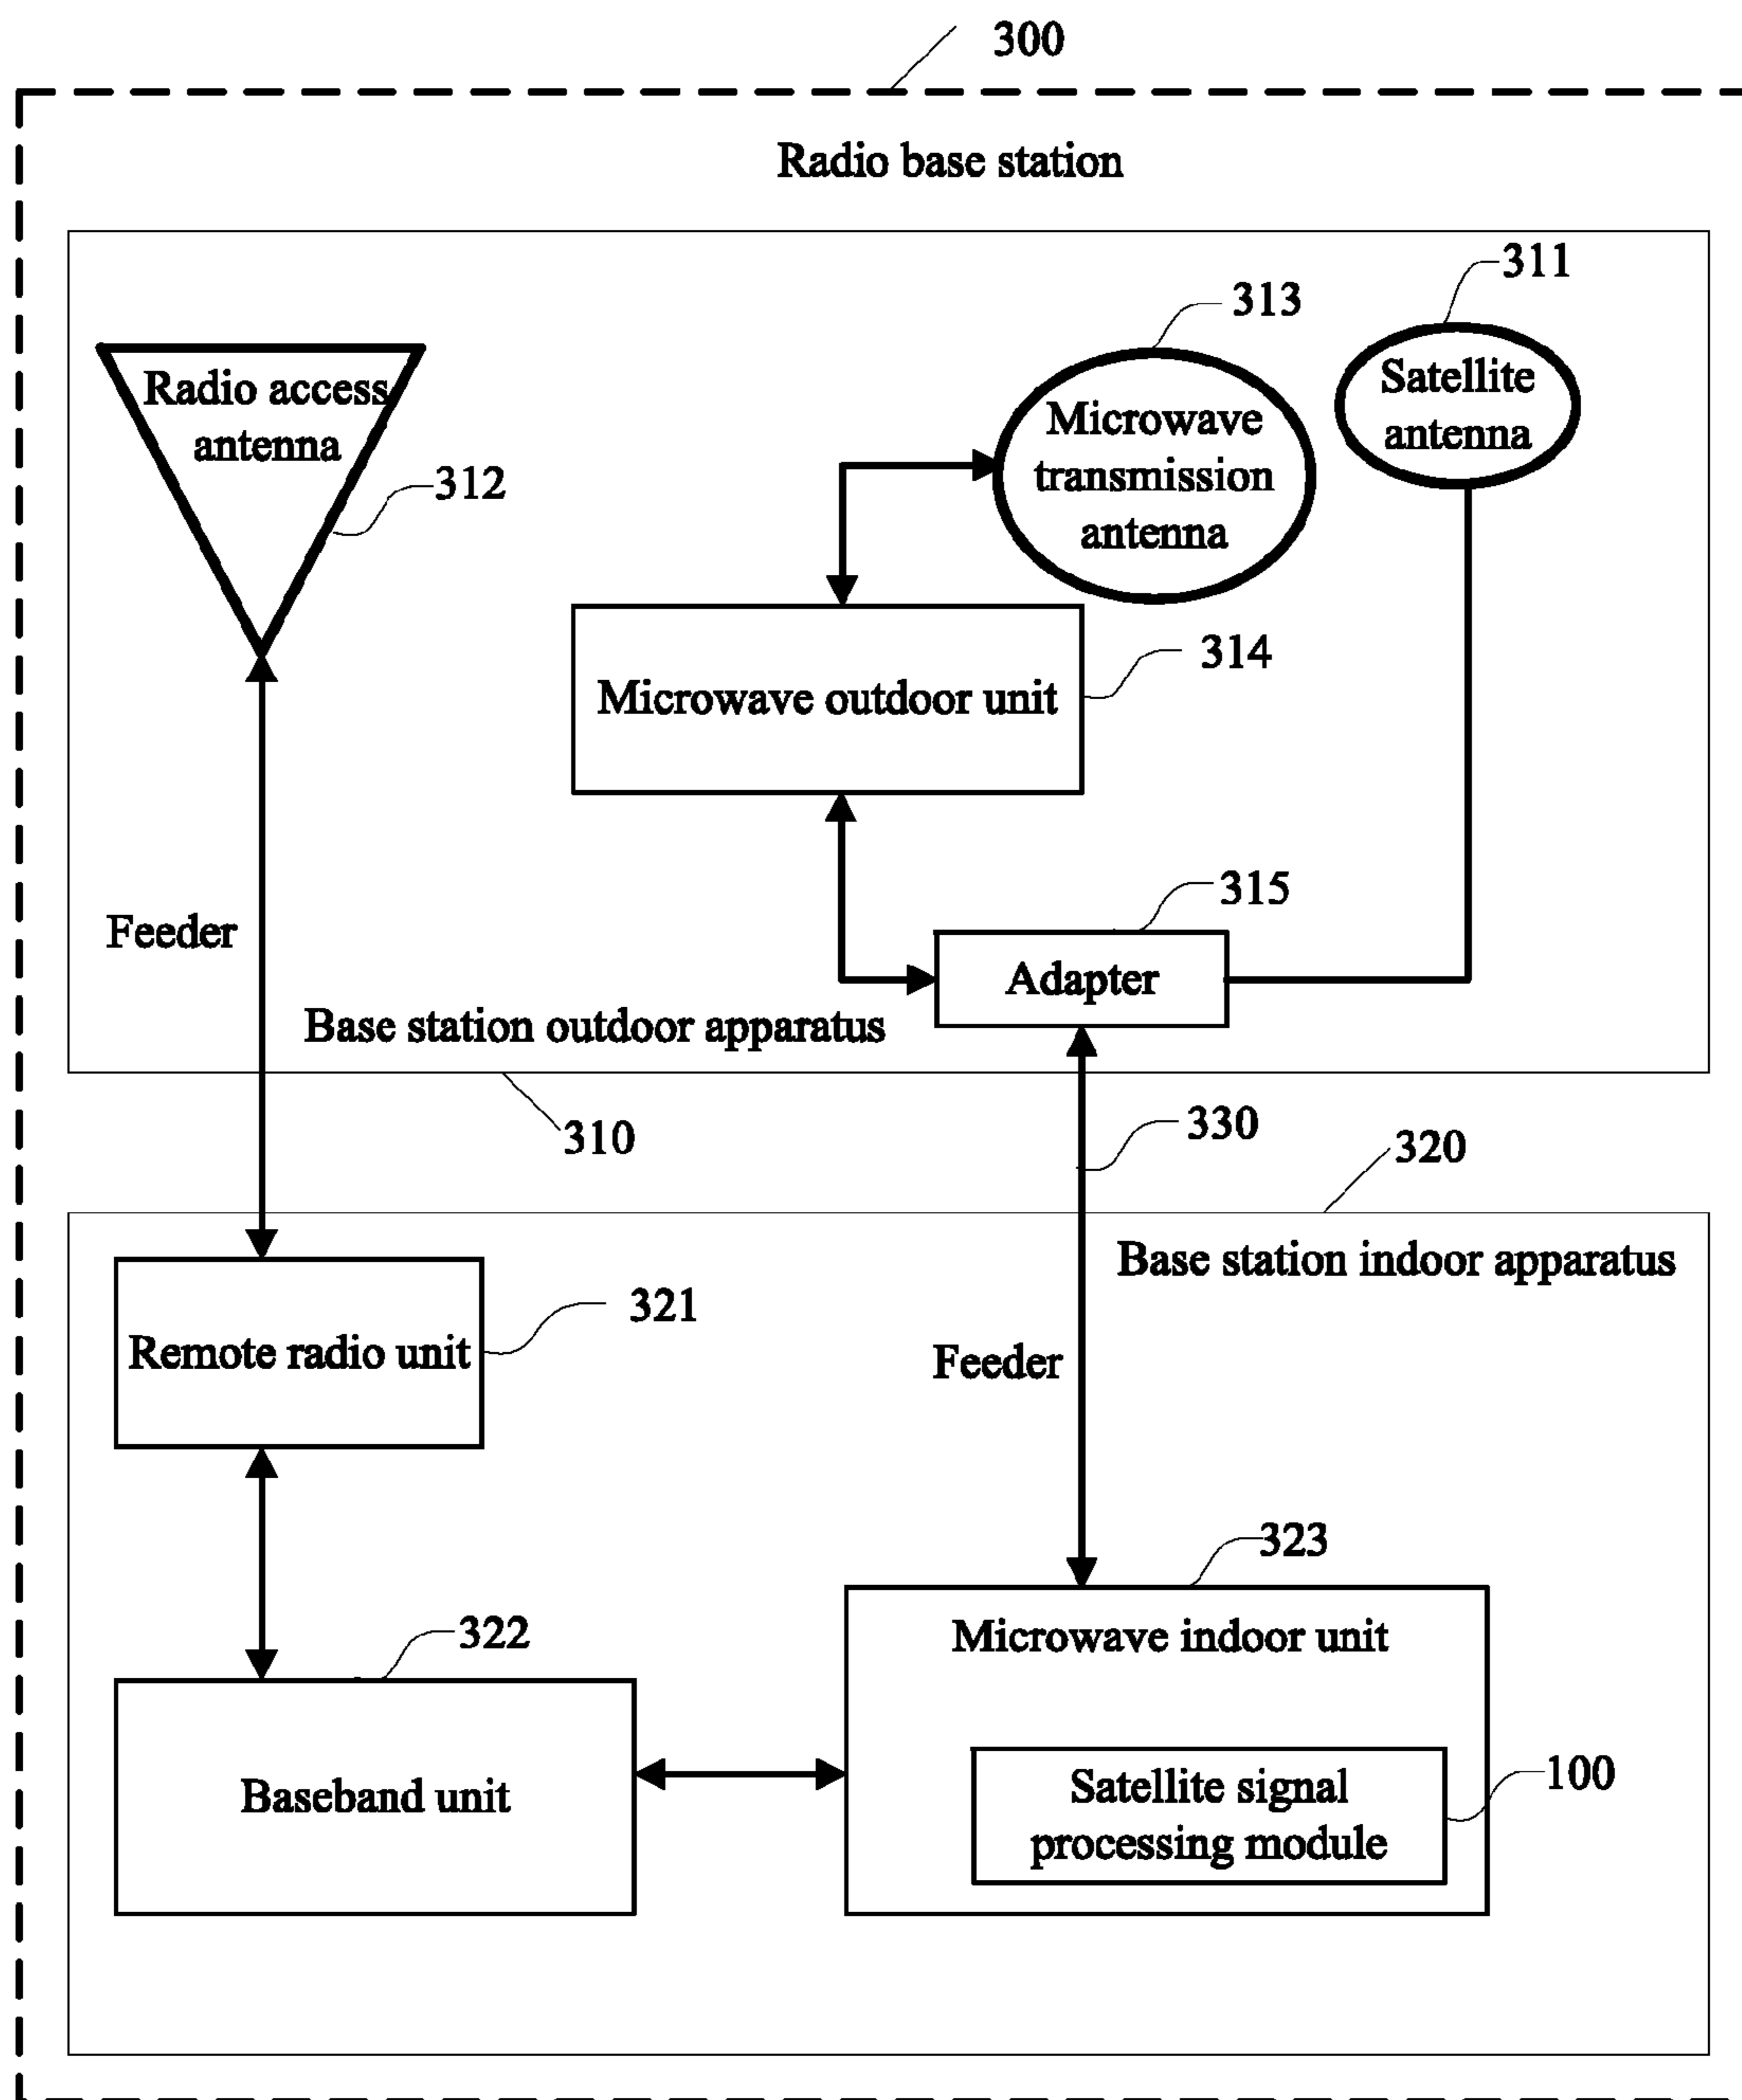 300
Radio base station
311
313
Radio access
antenna
Satellite
antenna
Microwave
transmission
antenna
312
314
Microwave outdoor unit
315
Feeder
Adapter
Base station outdoor apparatus
310
330
320
Base station indoor apparatus
321
Remote radio unit
Feeder
323
322
Microwave indoor unit
100
Satellite signal
processing module
Baseband unit